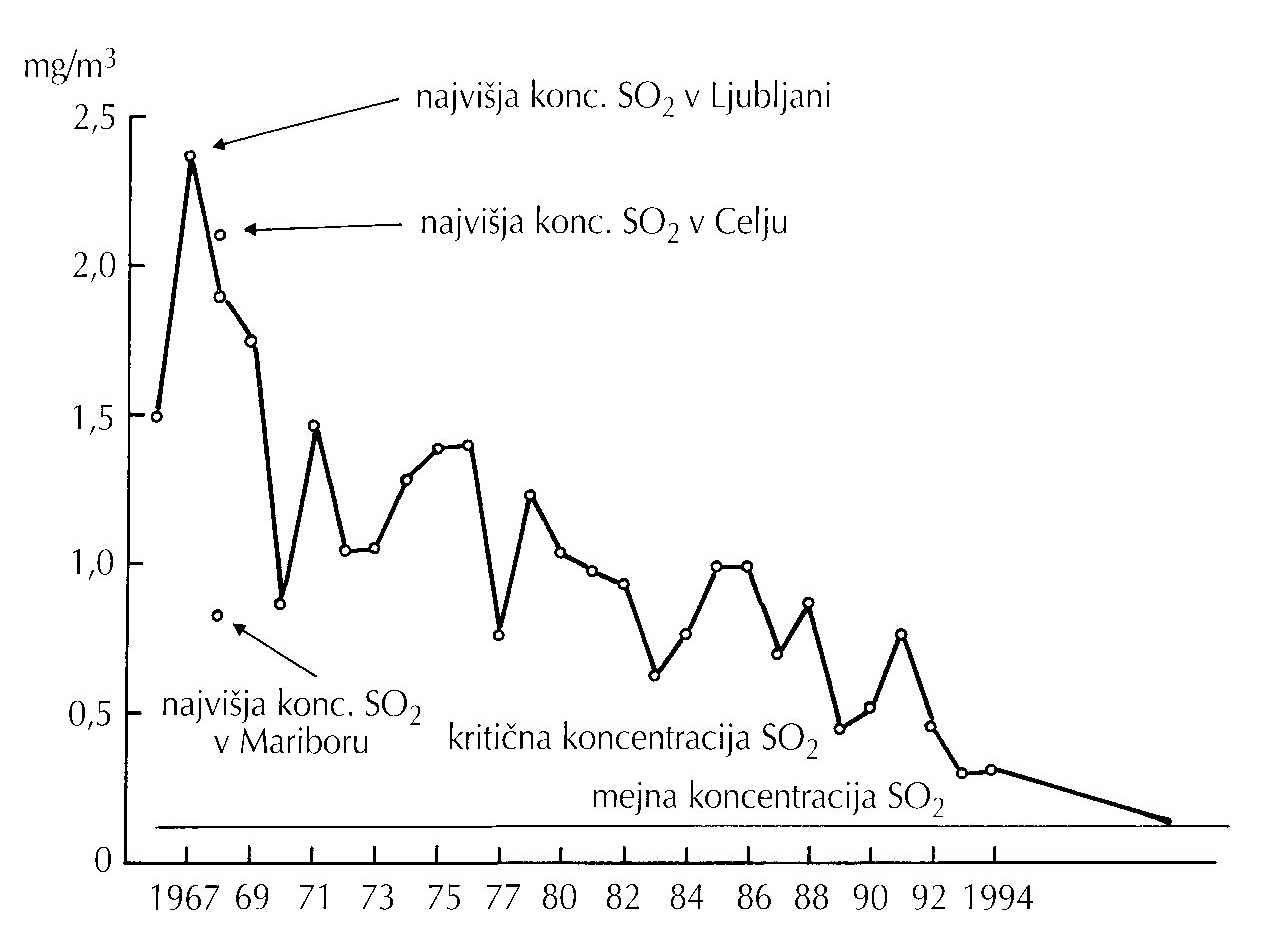 mg/m³
najvišja konc. SO₂ v Ljubljani
2,5
najvišja konc. SO₂ v Celju
2,0
1,5
1,0
0,5
najvišja konc. SO₂
v Mariboru
kritična koncentracija SO₂
mejna koncentracija SO₂
0
1967 69 71 73 75 77 80 82 84 86 88 90 92 1994